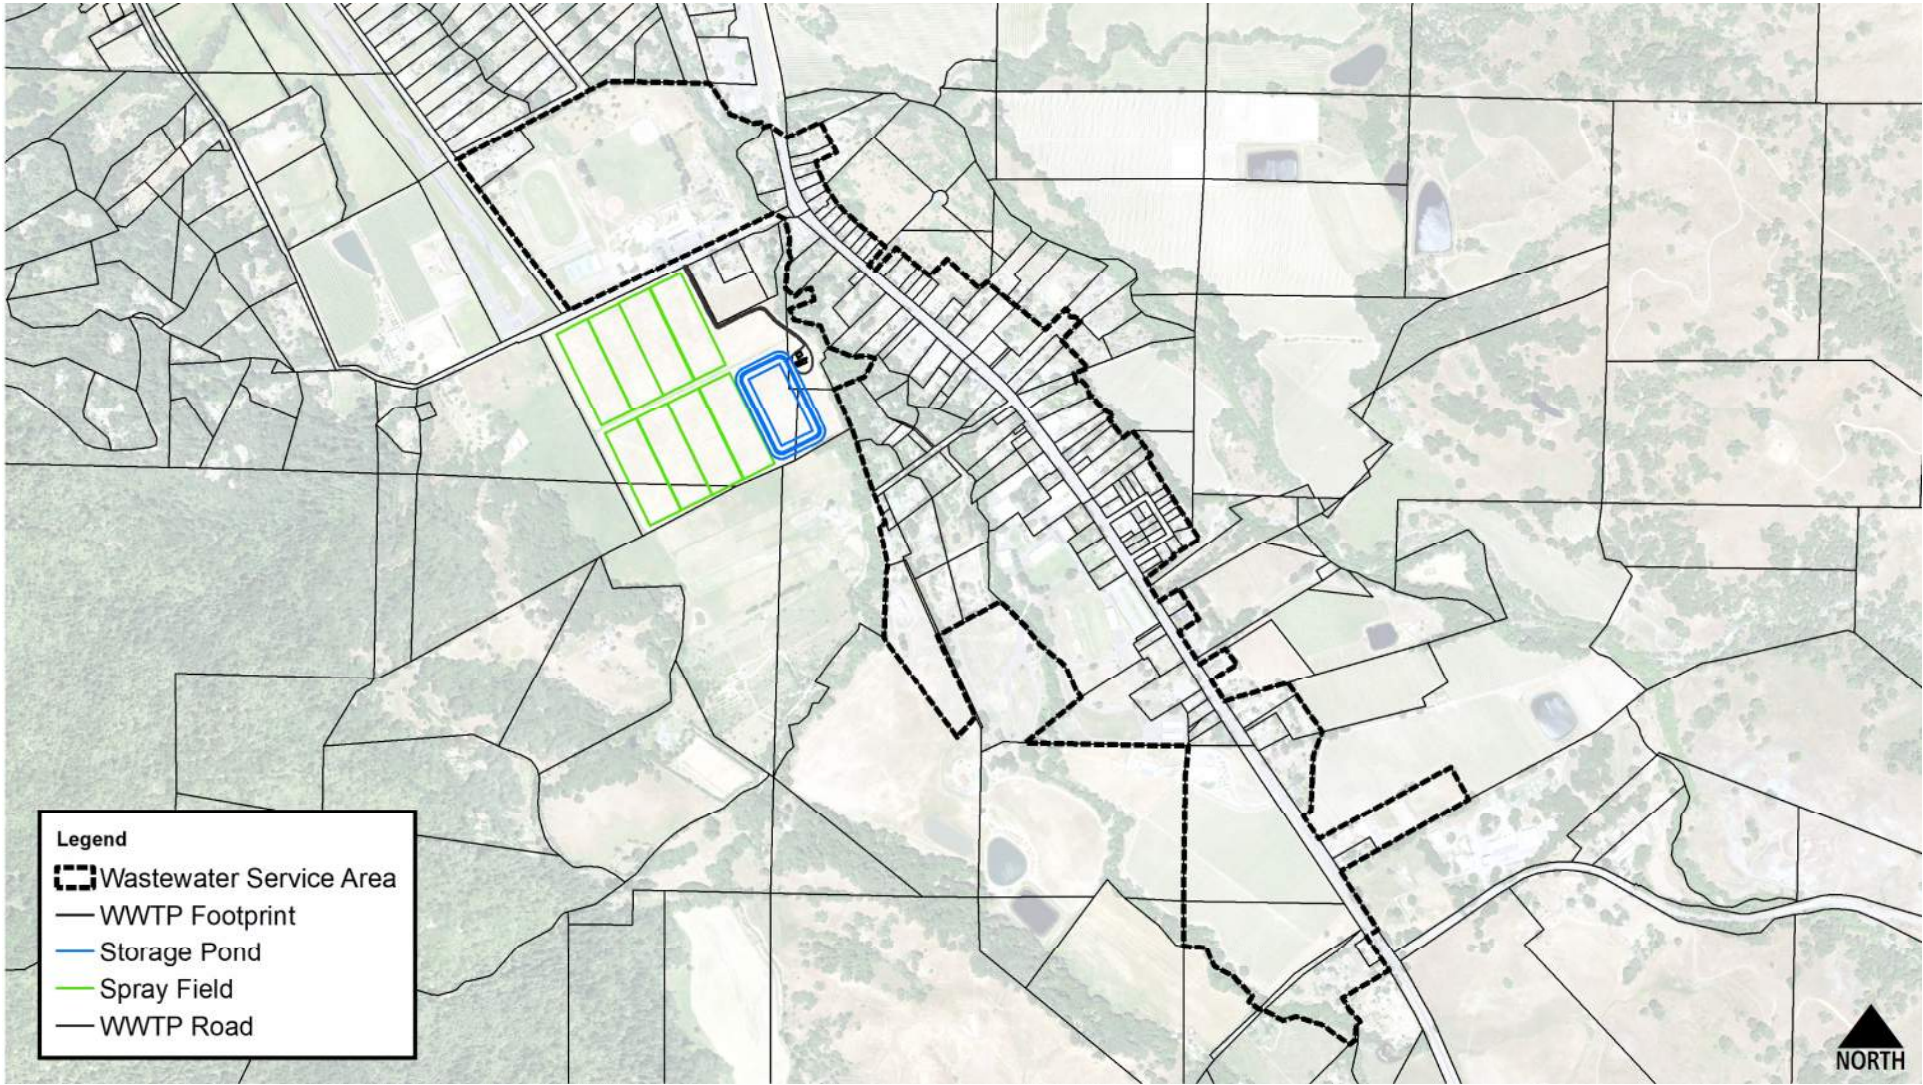 Legend
Wastewater Service Area
WWTP Footprint
Storage Pond
Spray Field
WWTP Road
NORTH